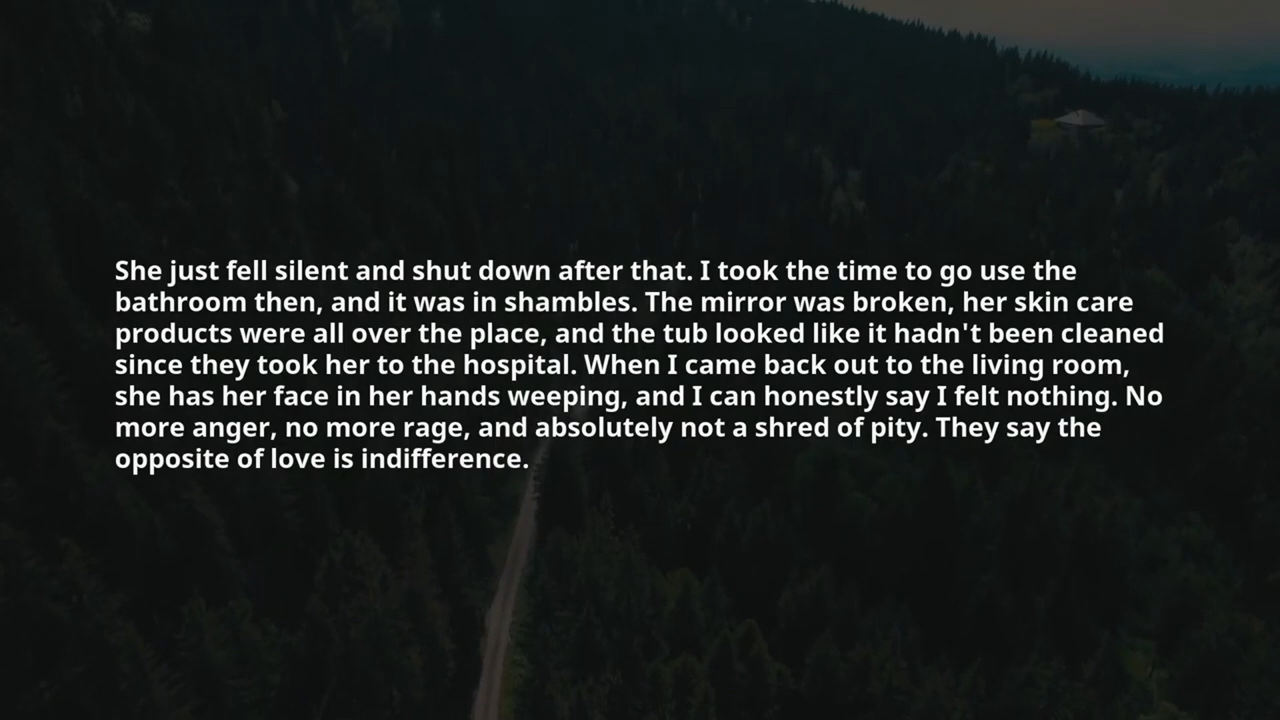 She just fell silent and shut down after that. I took the time to go use the
bathroom then, and it was in shambles. The mirror was broken, her skin care
products were all over the place, and the tub looked like it hadn't been cleaned
since they took her to the hospital. When I came back out to the living room,
she has her face in her hands weeping, and I can honestly say I felt nothing. No
more anger, no more rage, and absolutely not a shred of pity. They say the
opposite of love is indifference.